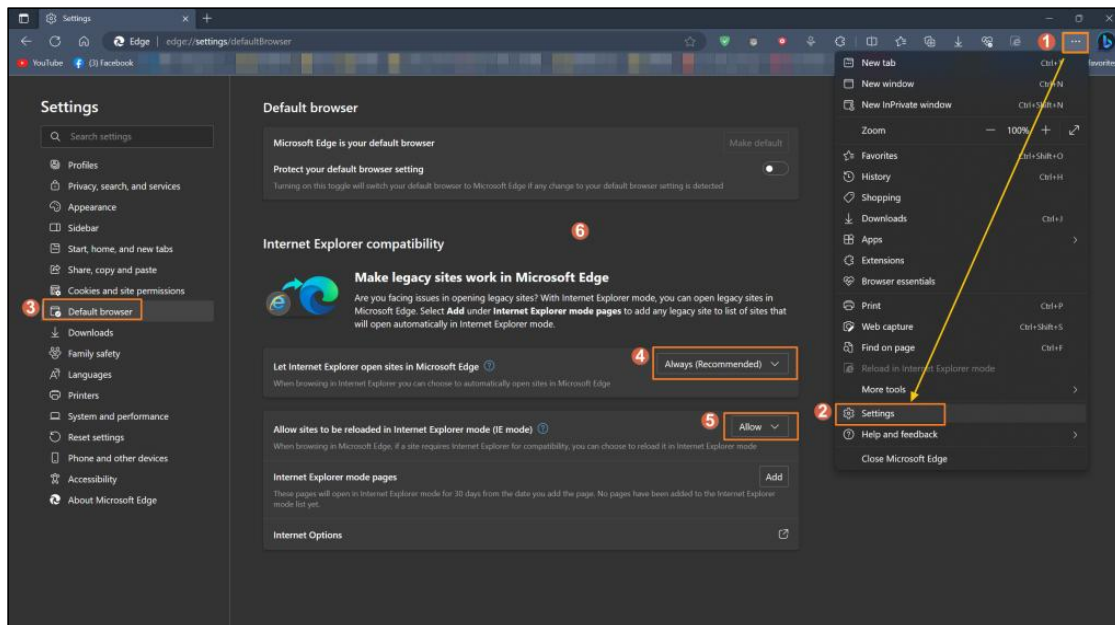 Settings
Edge | edge://settings/defaultBrowser
1
YouTube
(3) Facebook
favorites
Settings
Search settings
Profiles
Privacy, search, and services
Appearance
Sidebar
Start, home, and new tabs
Share, copy and paste
Cookies and site permissions
3
Default browser
Downloads
Family safety
Languages
Printers
System and performance
Reset settings
Phone and other devices
Accessibility
About Microsoft Edge
Default browser
Microsoft Edge is your default browser
Make default
Protect your default browser setting
Turning on this toggle will switch your default browser to Microsoft Edge if any change to your default browser setting is detected
6
Internet Explorer compatibility
Make legacy sites work in Microsoft Edge
Are you facing issues in opening legacy sites? With Internet Explorer mode, you can open legacy sites in
Microsoft Edge. Select Add under Internet Explorer mode pages to add any legacy site to list of sites that
will open automatically in Internet Explorer mode.
Let Internet Explorer open sites in Microsoft Edge
4
Always (Recommended)
When browsing in Internet Explorer you can choose to automatically open sites in Microsoft Edge
Allow sites to be reloaded in Internet Explorer mode (IE mode)
5
Allow
When browsing in Microsoft Edge, if a site requires Internet Explorer for compatibility, you can choose to reload it in Internet Explorer mode
Internet Explorer mode pages
Add
These pages will open in Internet Explorer mode for 30 days from the date you add the page. No pages have been added to the Internet Explorer
mode list yet.
Internet Options
New tab
New window Ctrl+N
New InPrivate window Ctrl+Shift+N
Zoom 100%
Favorites Ctrl+Shift+O
History Ctrl+H
Shopping
Downloads Ctrl+J
Apps
Extensions
Browser essentials
Print Ctrl+P
Web capture Ctrl+Shift+S
Find on page Ctrl+F
Reload in Internet Explorer mode
More tools
2
Settings
Help and feedback
Close Microsoft Edge